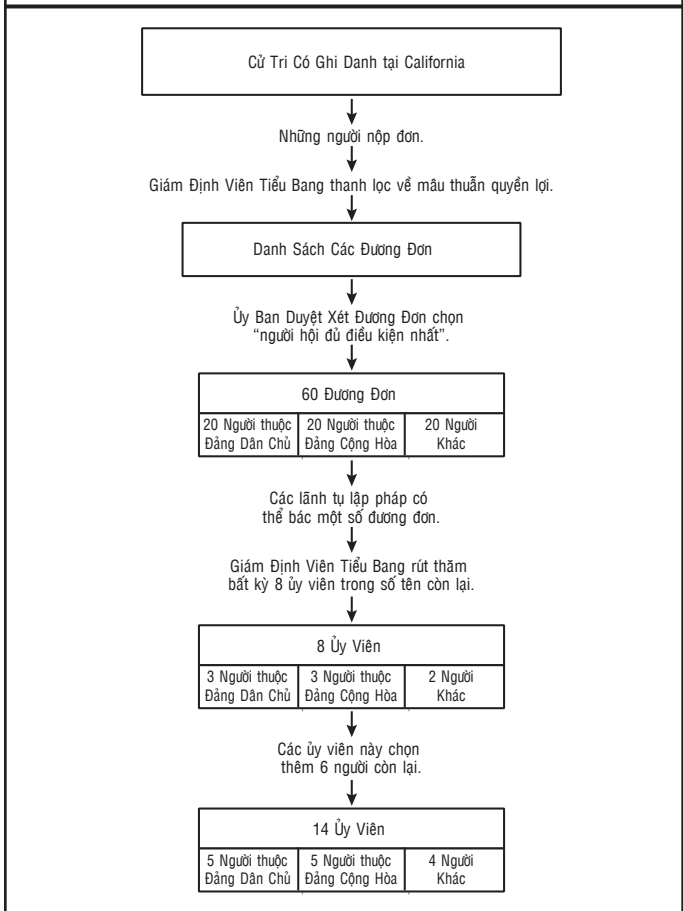 Cử Tri Có Ghi Danh tại California
Những người nộp đơn.
Giám Định Viên Tiểu Bang thanh lọc về mâu thuẫn quyền lợi.
Danh Sách Các Đương Đơn
Ủy Ban Duyệt Xét Đương Đơn chọn
“người hội đủ điều kiện nhất”.
60 Đương Đơn
20 Người thuộc
Đảng Dân Chủ
20 Người thuộc
Đảng Cộng Hòa
20 Người
Khác
Các lãnh tụ lập pháp có
thể bác một số đương đơn.
Giám Định Viên Tiểu Bang rút thăm
bất kỳ 8 ủy viên trong số tên còn lại.
8 Ủy Viên
3 Người thuộc
Đảng Dân Chủ
3 Người thuộc
Đảng Cộng Hòa
2 Người
Khác
Các ủy viên này chọn
thêm 6 người còn lại.
14 Ủy Viên
5 Người thuộc
Đảng Dân Chủ
5 Người thuộc
Đảng Cộng Hòa
4 Người
Khác